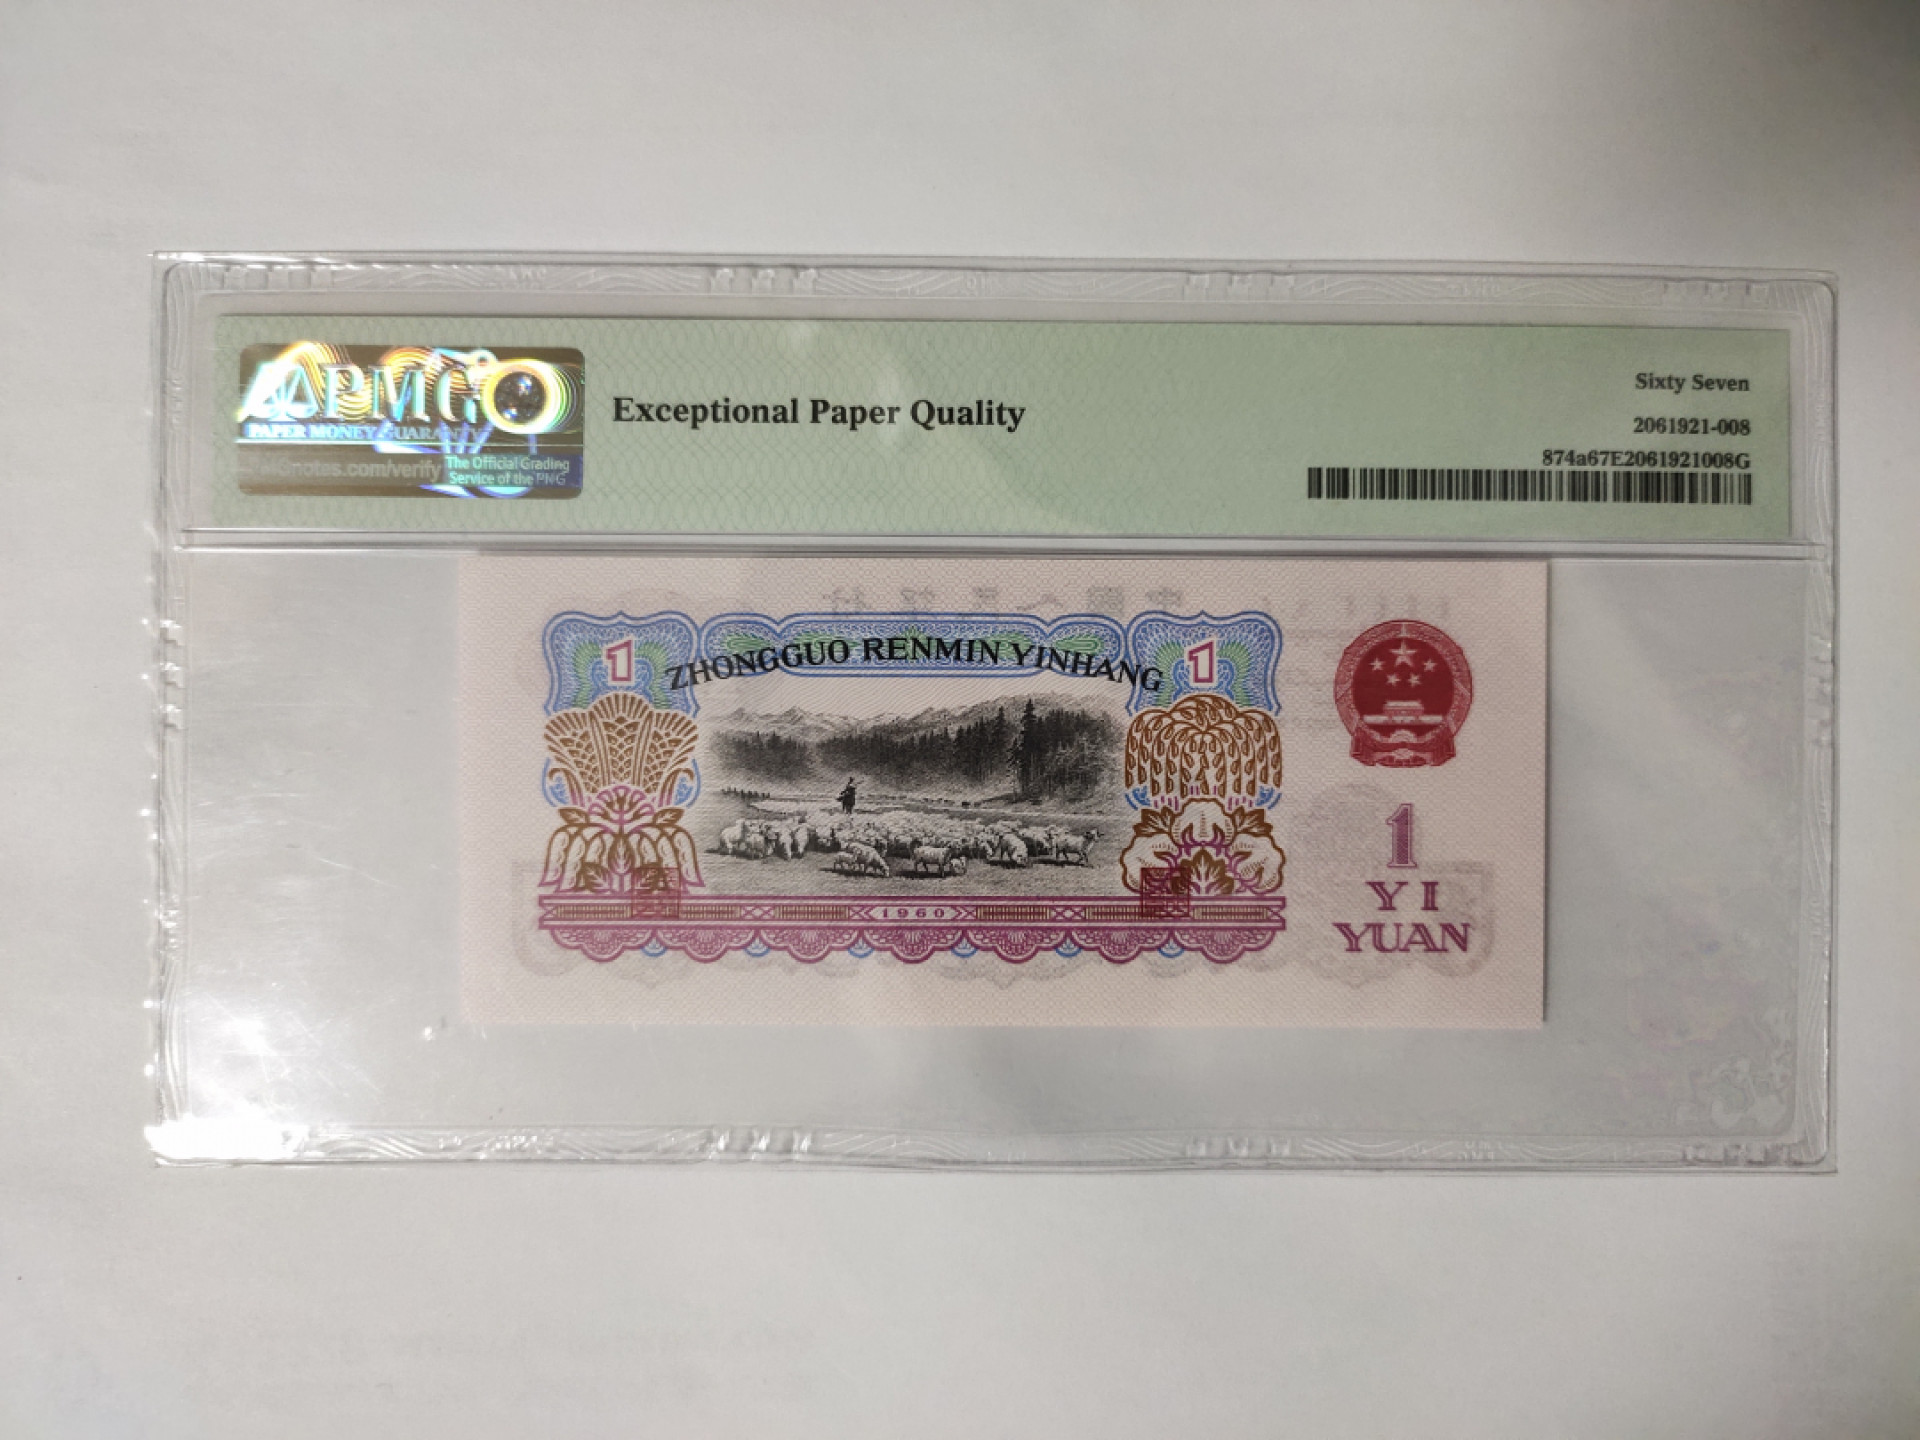 PMG
PAPER MONEY GUARANTY
PMGnotes.com/verify
The Official Grading
Service of the PNG
Exceptional Paper Quality
Sixty Seven
2061921-008
874a67E2061921008G
1
ZHONGGUO RENMIN YINHANG
1
1960
1
YI
YUAN